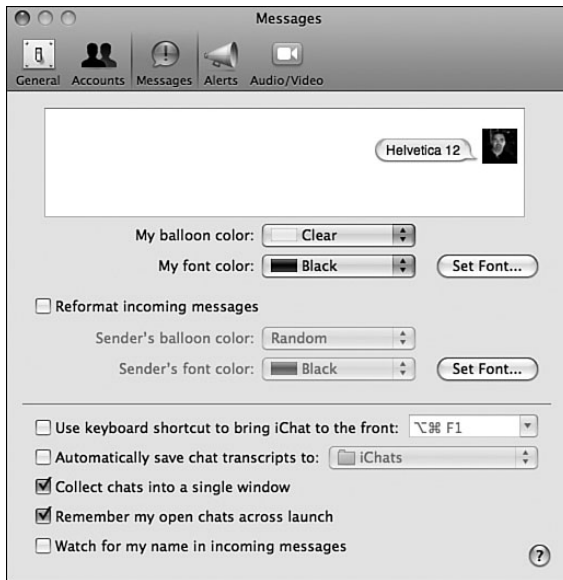 Messages
General Accounts Messages Alerts Audio/Video
Helvetica 12
My balloon color: Clear
My font color: Black Set Font...
Reformat incoming messages
Sender's balloon color: Random
Sender's font color: Black Set Font...
Use keyboard shortcut to bring iChat to the front: ⌥⌘ F1
Automatically save chat transcripts to: iChats
Collect chats into a single window
Remember my open chats across launch
Watch for my name in incoming messages
?